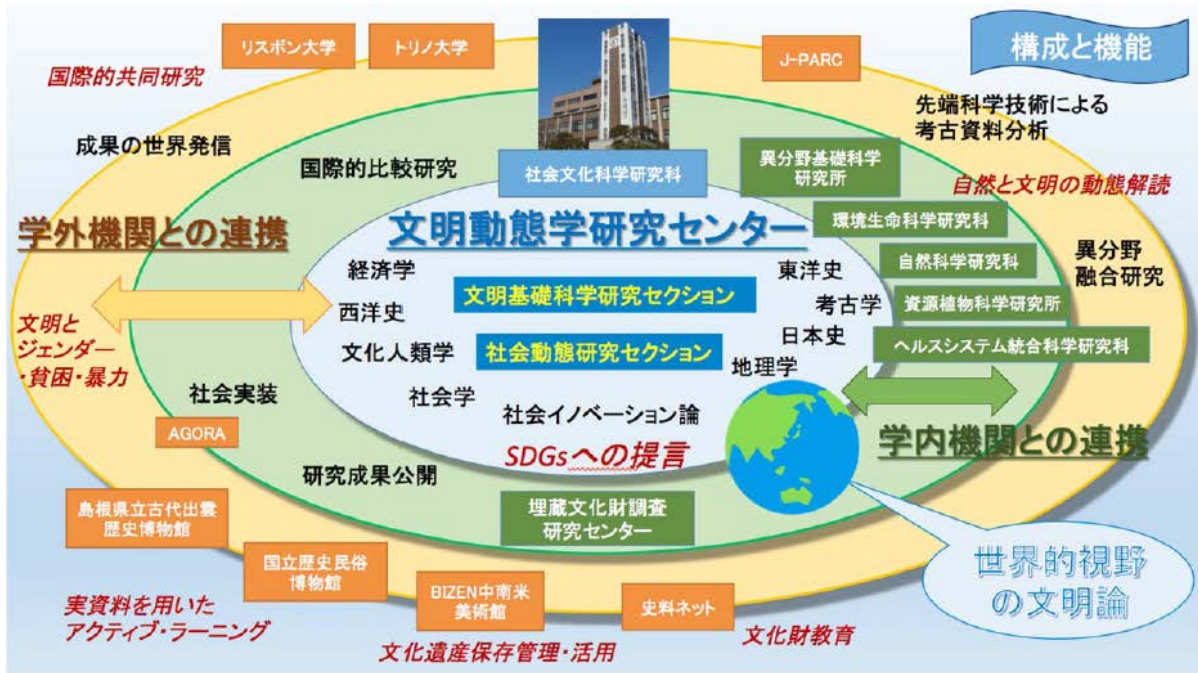 リスボン大学
トリノ大学
J-PARC
構成と機能
国際的共同研究
先端科学技術による
考古資料分析
成果の世界発信
国際的比較研究
社会文化科学研究科
異分野基礎科学
研究所
自然と文明の動態解読
学外機関との連携
文明動態学研究センター
環境生命科学研究科
経済学
東洋史
自然科学研究科
異分野
融合研究
文明基礎科学研究セクション
西洋史
考古学
資源植物科学研究所
文明と
ジェンダー
・貧困・暴力
文化人類学
社会動態研究セクション
日本史
ヘルスシステム統合科学研究科
地理学
社会実装
社会学
社会イノベーション論
AGORA
SDGsへの提言
学内機関との連携
研究成果公開
島根県立古代出雲
歴史博物館
埋蔵文化財調査
研究センター
国立歴史民俗
博物館
世界的視野
の文明論
BIZEN中南米
美術館
史料ネット
実資料を用いた
アクティブ・ラーニング
文化遺産保存管理・活用
文化財教育